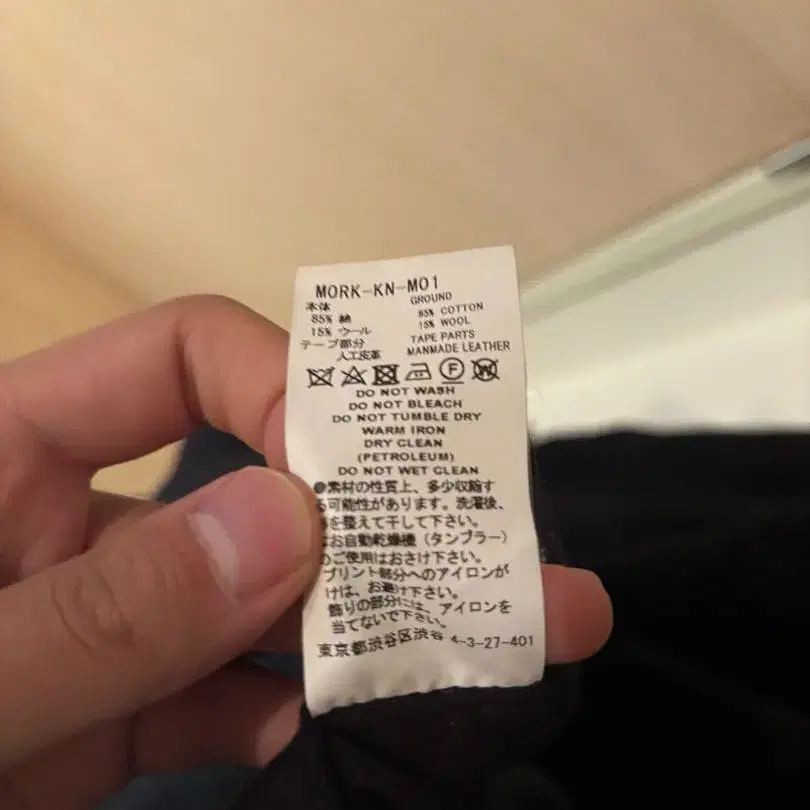 MORK-KN-M01
本体
85% 綿
15% ウール
テープ部分
人工皮革
GROUND
85% COTTON
15% WOOL
TAPE PARTS
MANMADE LEATHER
DO NOT WASH
DO NOT BLEACH
DO NOT TUMBLE DRY
WARM IRON
DRY CLEAN
(PETROLEUM)
DO NOT WET CLEAN
●素材の性質上、多少収縮す
る可能性があります。洗濯後、
を整えて干して下さい。
お自動乾燥機（タンブラー）
のご使用はおさけ下さい。
プリント部分へのアイロンが
けは、お避け下さい。
飾りの部分には、アイロンを
当てないで下さい。
東京都渋谷区渋谷 4-3-27-401